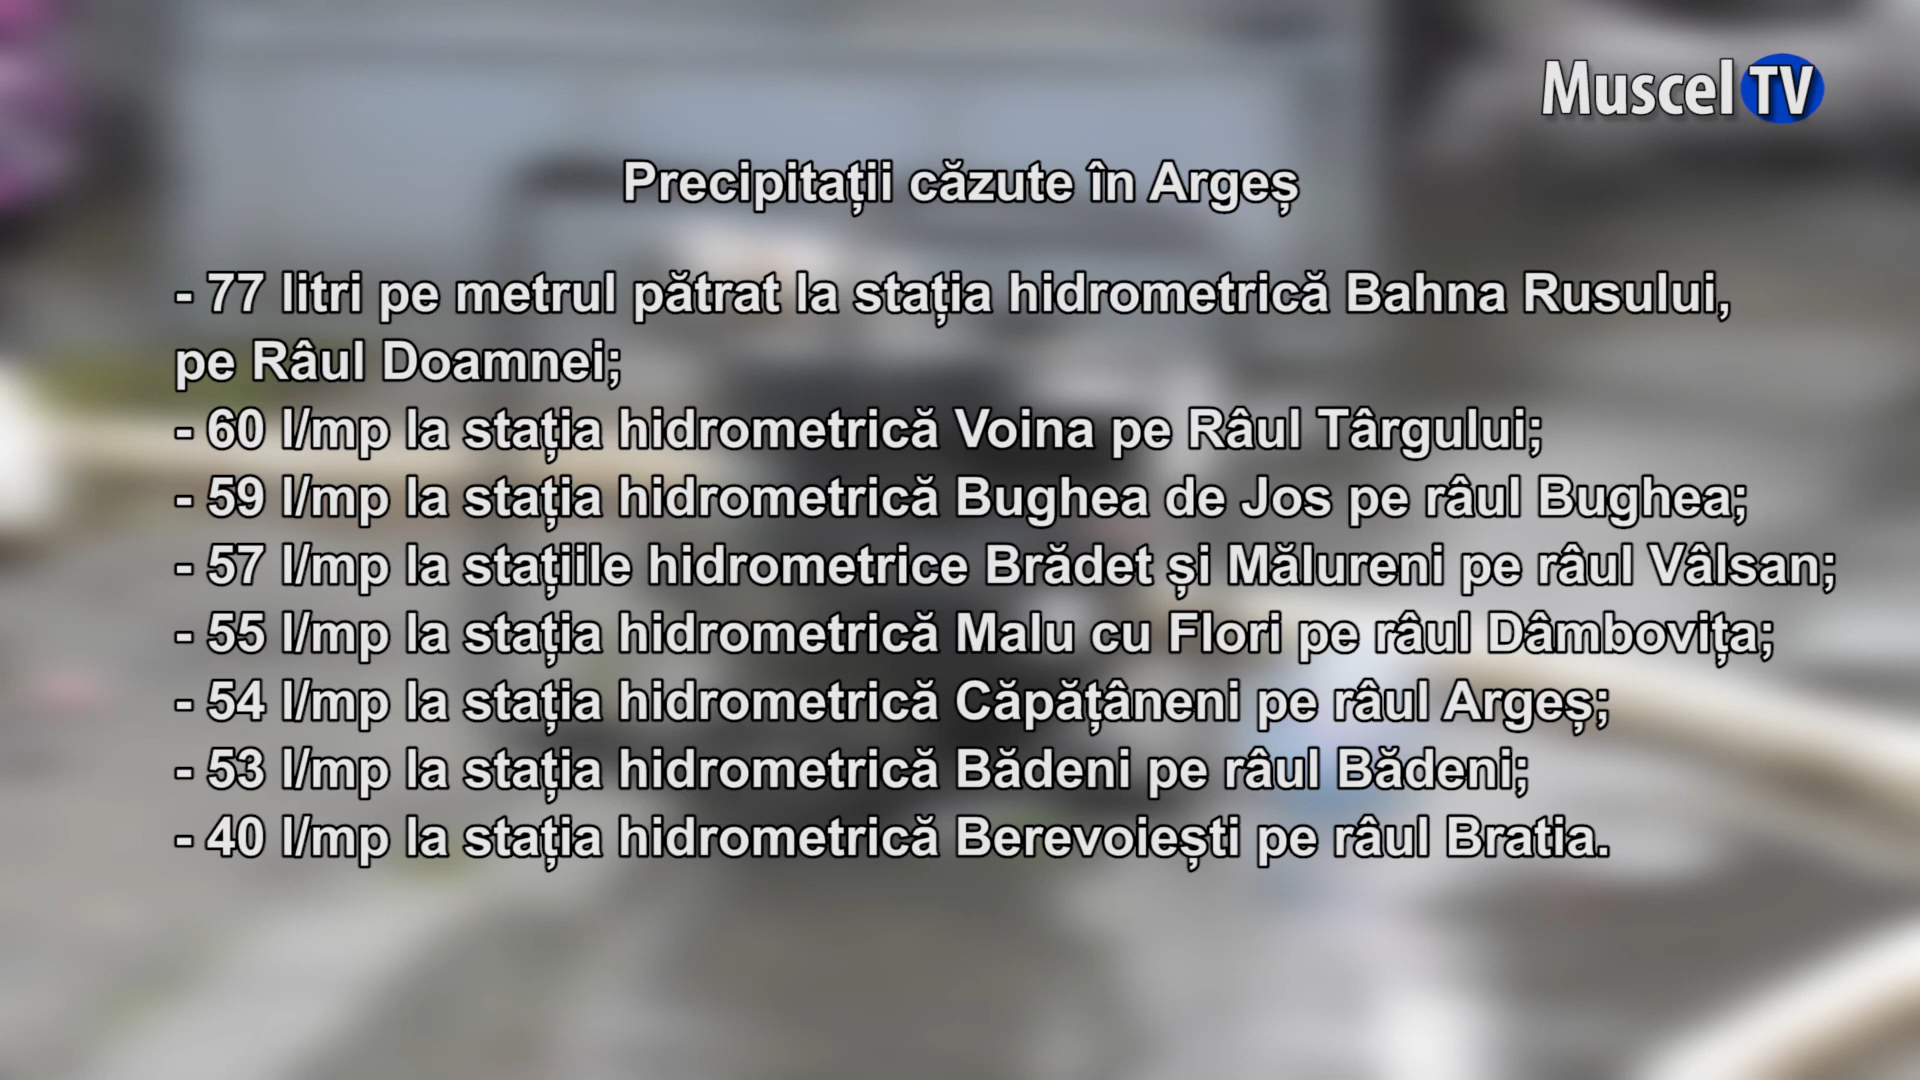 Muscel TV
Precipitații căzute în Argeș
- 77 litri pe metrul pătrat la stația hidrometrică Bahna Rusului,
pe Râul Doamnei;
- 60 l/mp la stația hidrometrică Voina pe Râul Târgului;
- 59 l/mp la stația hidrometrică Bughea de Jos pe râul Bughea;
- 57 l/mp la stațiile hidrometrice Brădet și Mălureni pe râul Vâlsan;
- 55 l/mp la stația hidrometrică Malu cu Flori pe râul Dâmbovița;
- 54 l/mp la stația hidrometrică Căpățâneni pe râul Argeș;
- 53 l/mp la stația hidrometrică Bădeni pe râul Bădeni;
- 40 l/mp la stația hidrometrică Berevoiești pe râul Bratia.